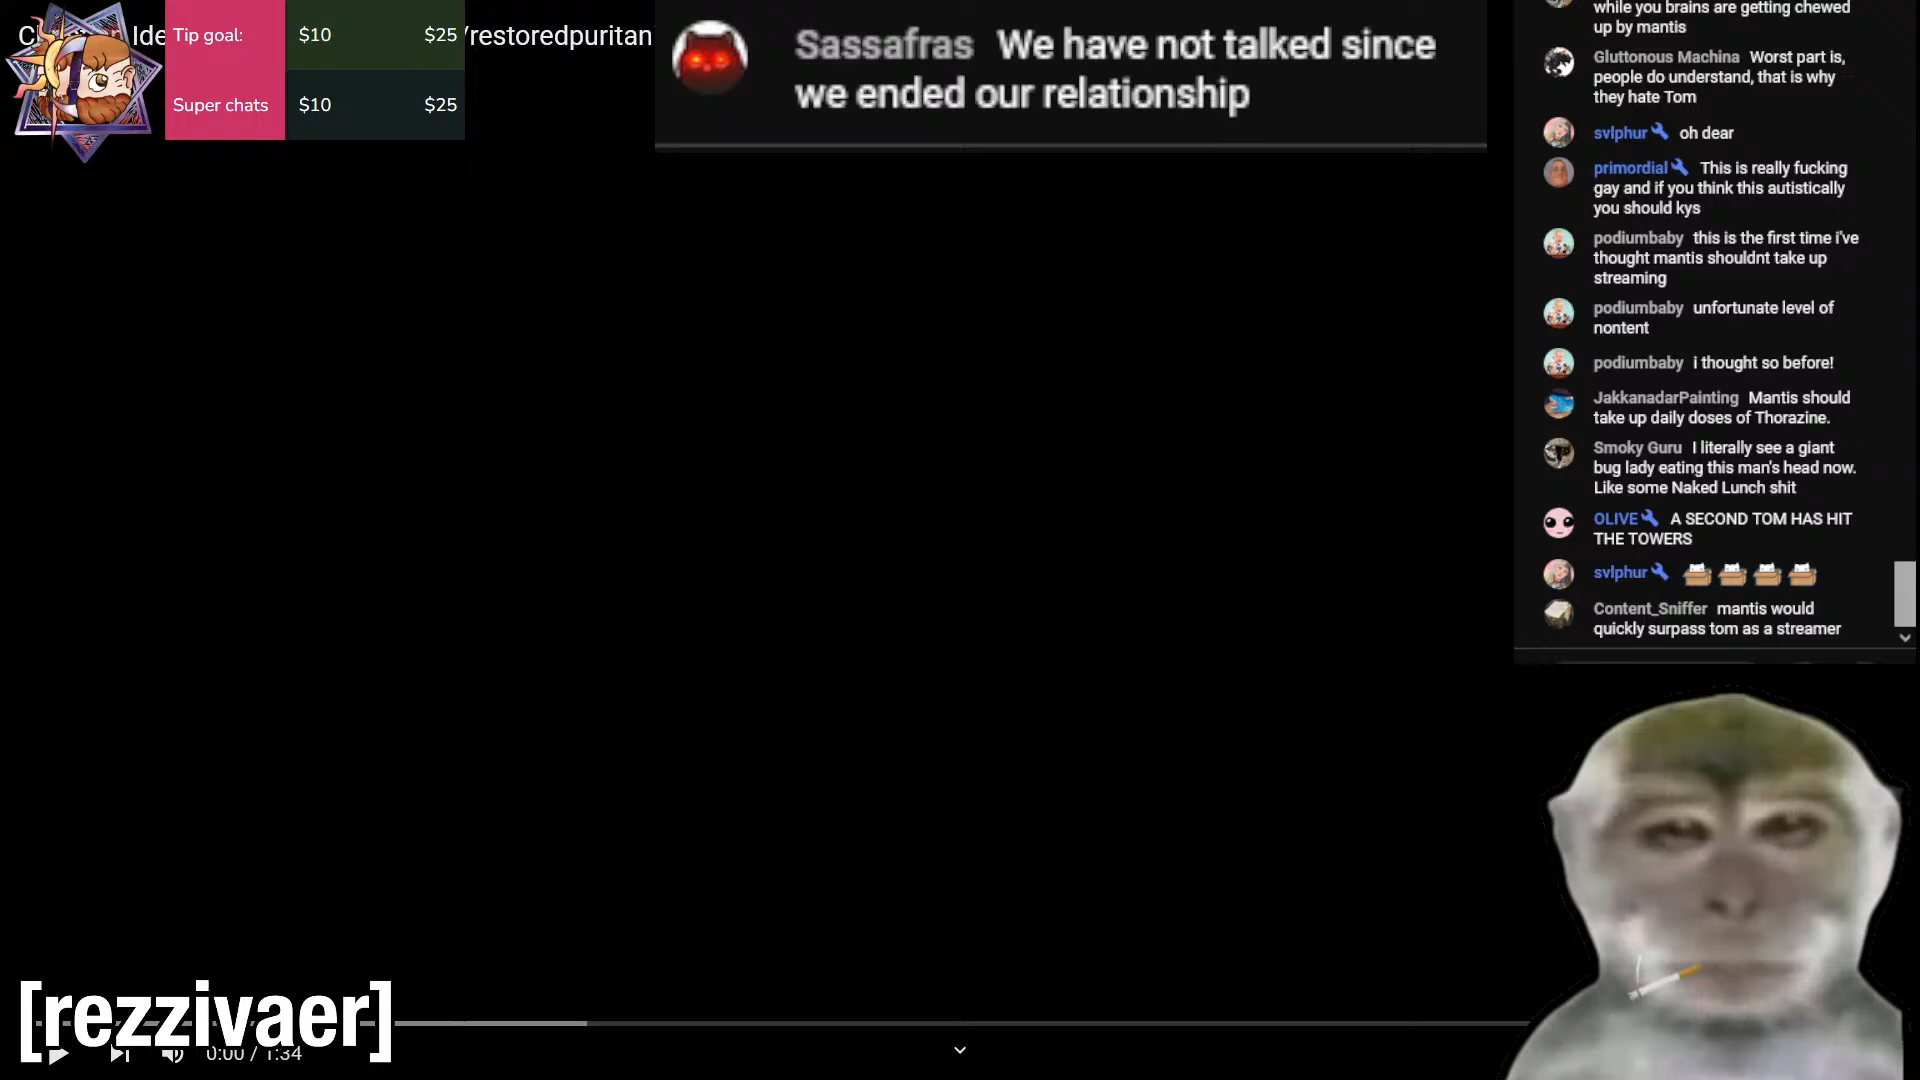 Tip goal: $10 $25
/restoredpuritan
Super chats $10 $25
Sassafras We have not talked since
we ended our relationship
while you brains are getting chewed
up by mantis
Gluttonous Machina Worst part is,
people do understand, that is why
they hate Tom
svlphur oh dear
primordial This is really fucking
gay and if you think this autistically
you should kys
podiumbaby this is the first time i've
thought mantis shouldnt take up
streaming
podiumbaby unfortunate level of
nontent
podiumbaby i thought so before!
JakkanadarPainting Mantis should
take up daily doses of Thorazine.
Smoky Guru I literally see a giant
bug lady eating this man's head now.
Like some Naked Lunch shit
OLIVE A SECOND TOM HAS HIT
THE TOWERS
svlphur
Content_Sniffer mantis would
quickly surpass tom as a streamer
[rezzivaer]
0:00 / 1:34